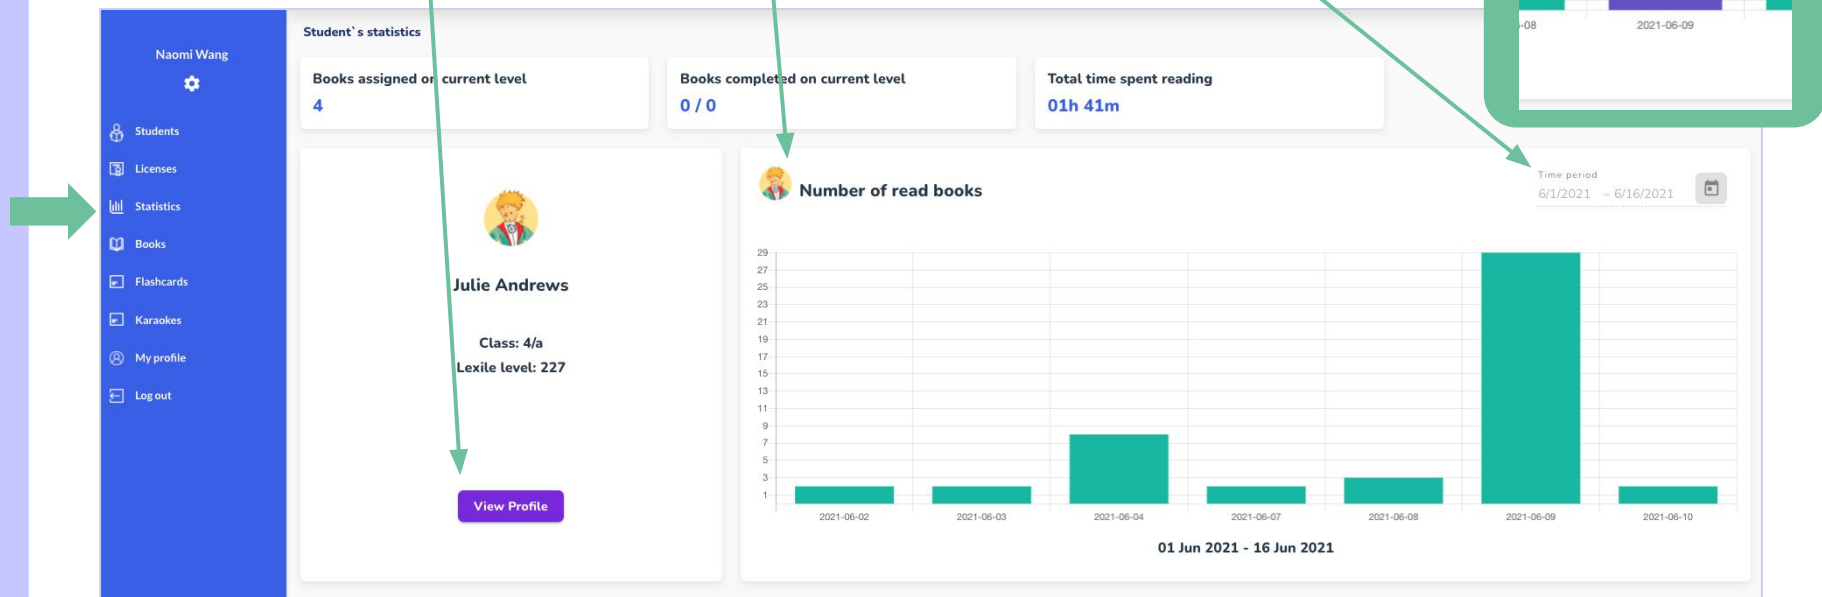 -08
2021-06-09
Naomi Wang
Students
Licenses
Statistics
Books
Flashcards
Karaokes
My profile
Log out
Student`s statistics
Books assigned on current level
4
Books completed on current level
0 / 0
Total time spent reading
01h 41m
Julie Andrews
Class: 4/a
Lexile level: 227
View Profile
Number of read books
Time period
6/1/2021 – 6/16/2021
29
27
25
23
21
19
17
15
13
11
9
7
5
3
1
2021-06-02 2021-06-03 2021-06-04 2021-06-07 2021-06-08 2021-06-09 2021-06-10
01 Jun 2021 - 16 Jun 2021